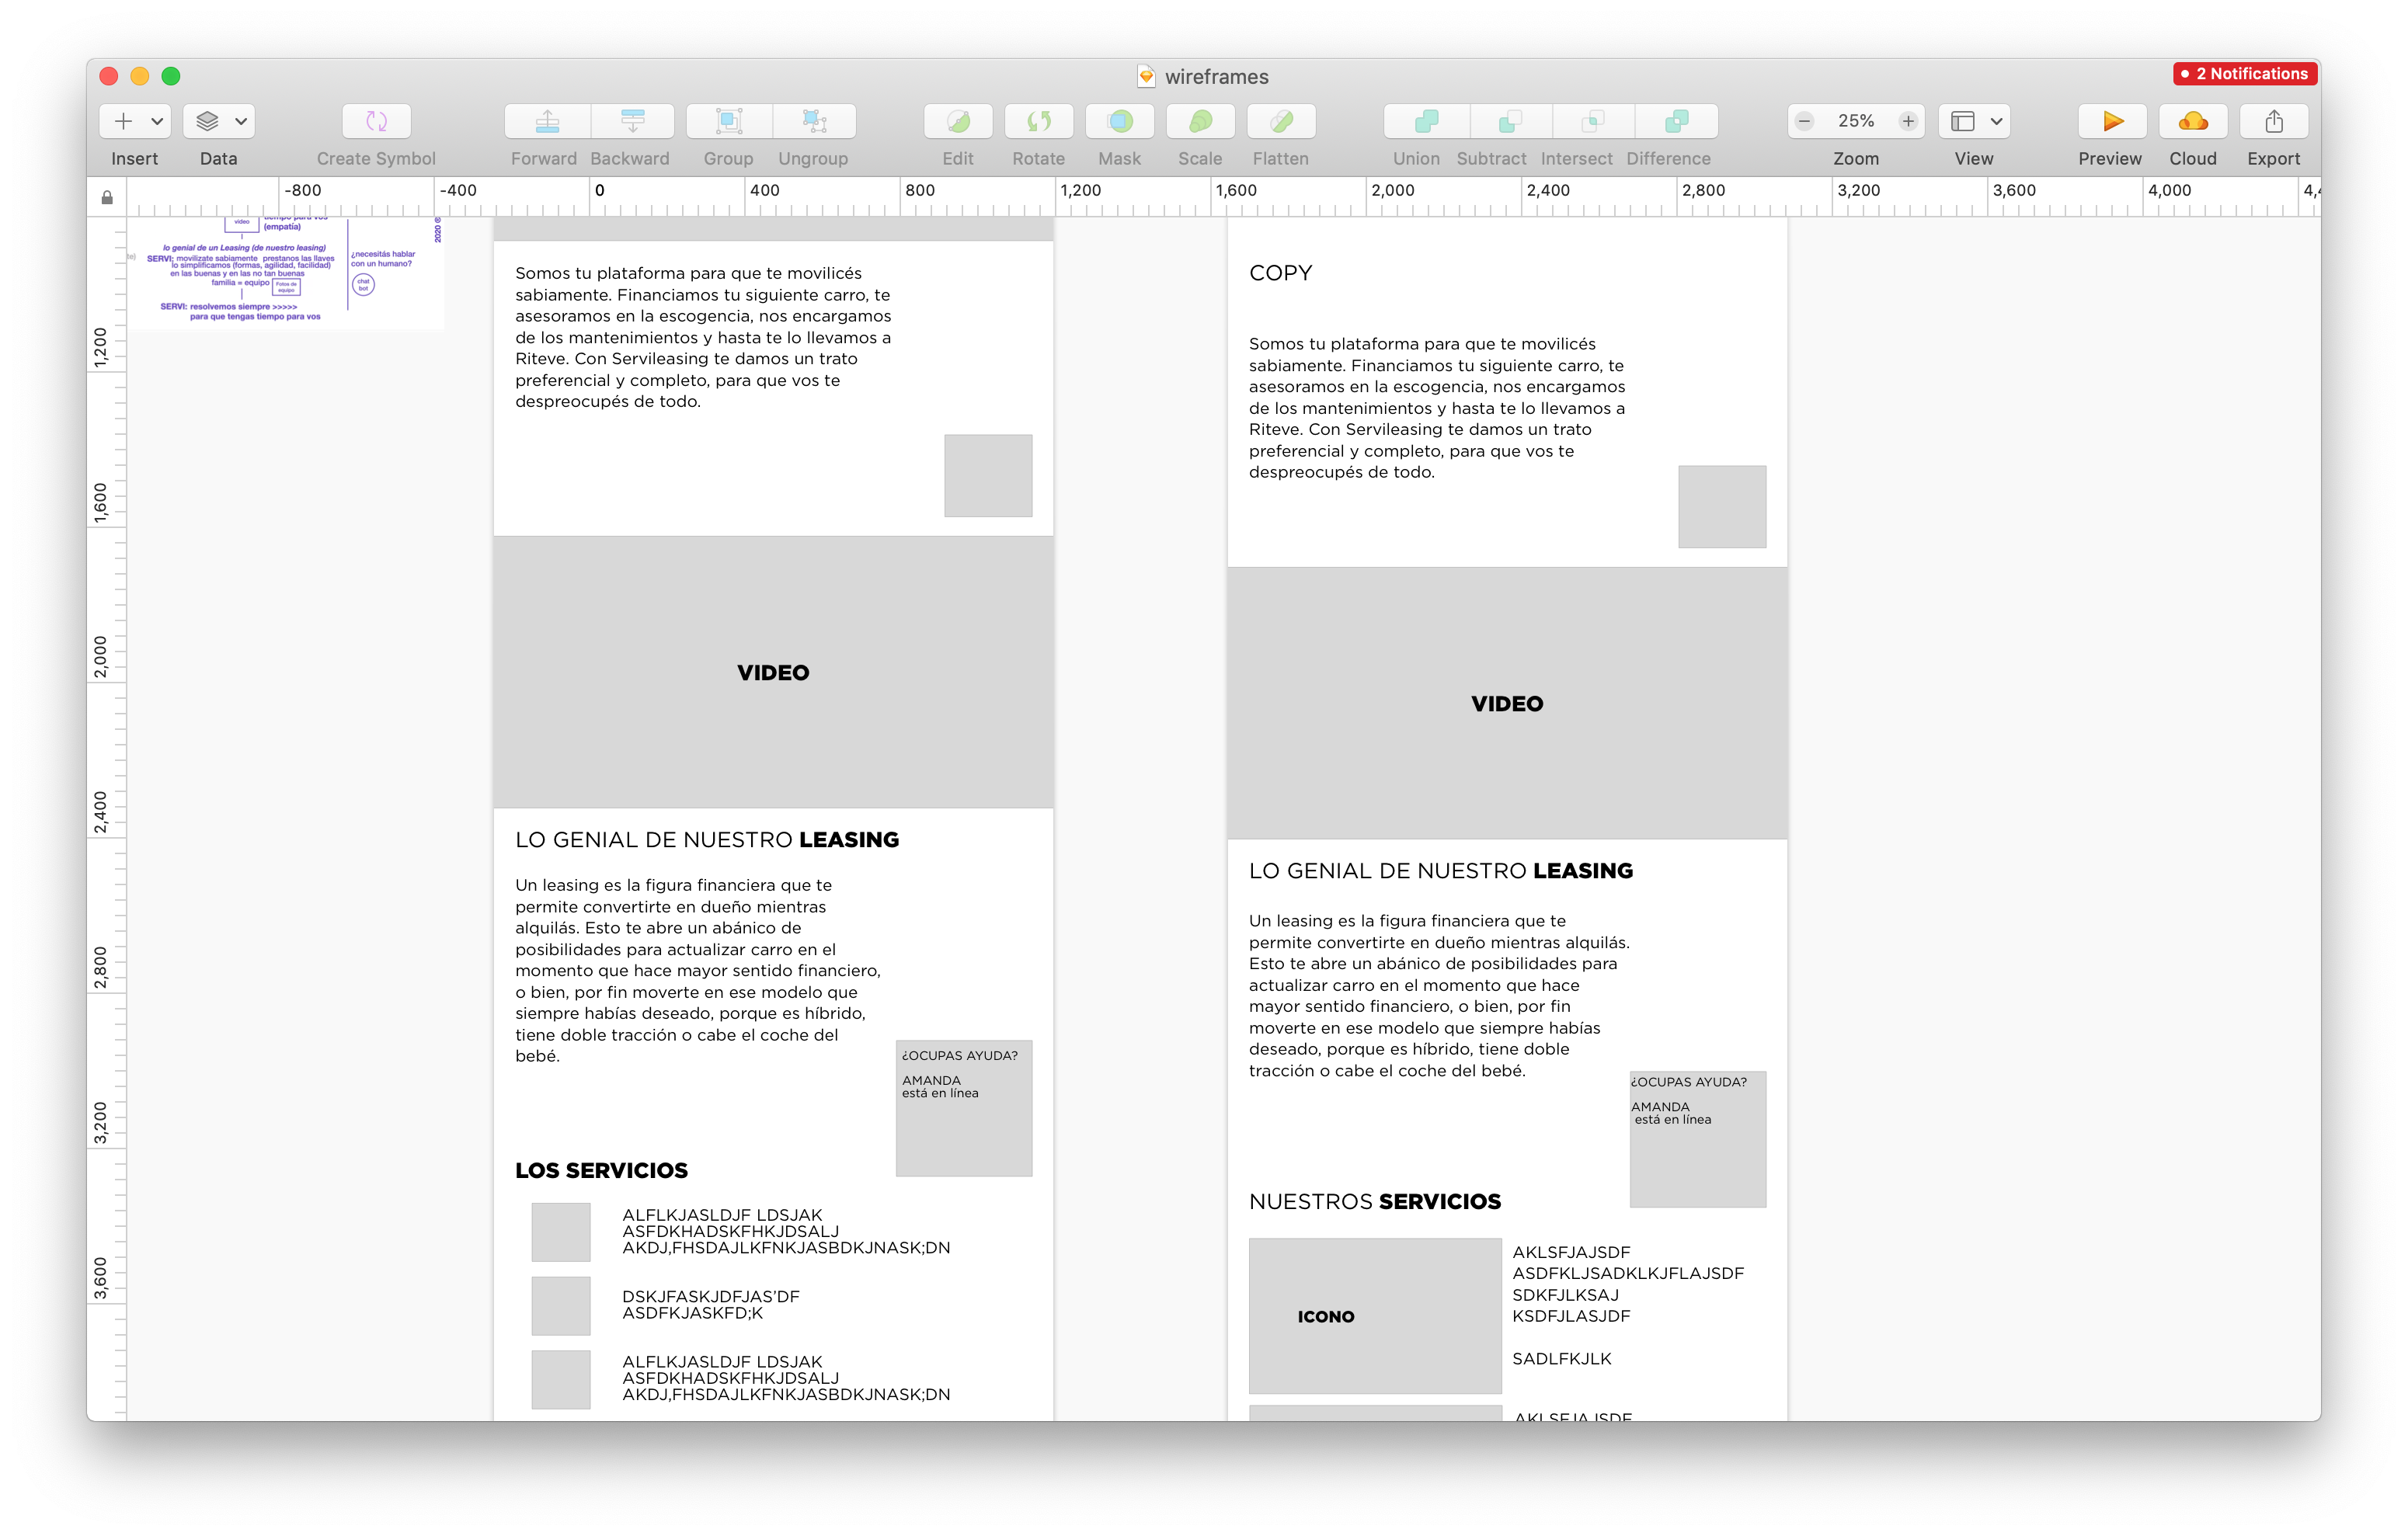 wireframes
2 Notifications
25%
Insert
Data
Create Symbol
Forward
Backward
Group
Ungroup
Edit
Rotate
Mask
Scale
Flatten
Union
Subtract
Intersect
Difference
Zoom
View
Preview
Cloud
Export
-800
-400
0
400
800
1,200
1,600
2,000
2,400
2,800
3,200
3,600
4,000
4,4
1,200
1,600
2,000
2,400
2,800
3,200
3,600
video
tiempo para vos
(empatía)
2020 @
lo genial de un Leasing (de nuestro leasing)
SERVI: movilizate sabiamente prestanos las llaves
lo simplificamos (formas, agilidad, facilidad)
en las buenas y en las no tan buenas
familia = equipo
Fotos de
equipo
SERVI: resolvemos siempre >>>>>
para que tengas tiempo para vos
¿necesitás hablar
con un humano?
chat
bot
Somos tu plataforma para que te movilicés
sabiamente. Financiamos tu siguiente carro, te
asesoramos en la escogencia, nos encargamos
de los mantenimientos y hasta te lo llevamos a
Riteve. Con Servileasing te damos un trato
preferencial y completo, para que vos te
despreocupés de todo.
VIDEO
LO GENIAL DE NUESTRO LEASING
Un leasing es la figura financiera que te
permite convertirte en dueño mientras
alquilás. Esto te abre un abánico de
posibilidades para actualizar carro en el
momento que hace mayor sentido financiero,
o bien, por fin moverte en ese modelo que
siempre habías deseado, porque es híbrido,
tiene doble tracción o cabe el coche del
bebé.
¿OCUPAS AYUDA?
AMANDA
está en línea
LOS SERVICIOS
ALFLKJASLDJF LDSJAK
ASFDKHADSKFHKJDSALJ
AKDJ,FHSDAJLKFNKJASBDKJNASK;DN
DSKJFASKJDFJAS’DF
ASDFKJASKFD;K
ALFLKJASLDJF LDSJAK
ASFDKHADSKFHKJDSALJ
AKDJ,FHSDAJLKFNKJASBDKJNASK;DN
COPY
Somos tu plataforma para que te movilicés
sabiamente. Financiamos tu siguiente carro, te
asesoramos en la escogencia, nos encargamos
de los mantenimientos y hasta te lo llevamos a
Riteve. Con Servileasing te damos un trato
preferencial y completo, para que vos te
despreocupés de todo.
VIDEO
LO GENIAL DE NUESTRO LEASING
Un leasing es la figura financiera que te
permite convertirte en dueño mientras alquilás.
Esto te abre un abánico de posibilidades para
actualizar carro en el momento que hace
mayor sentido financiero, o bien, por fin
moverte en ese modelo que siempre habías
deseado, porque es híbrido, tiene doble
tracción o cabe el coche del bebé.
¿OCUPAS AYUDA?
AMANDA
está en línea
NUESTROS SERVICIOS
ICONO
AKLSFJAJSDF
ASDFKLJSADKLKJFLAJSDF
SDKFJLKSAJ
KSDFJLASJDF
SADLFKJLK
AKLSFJAJSDF